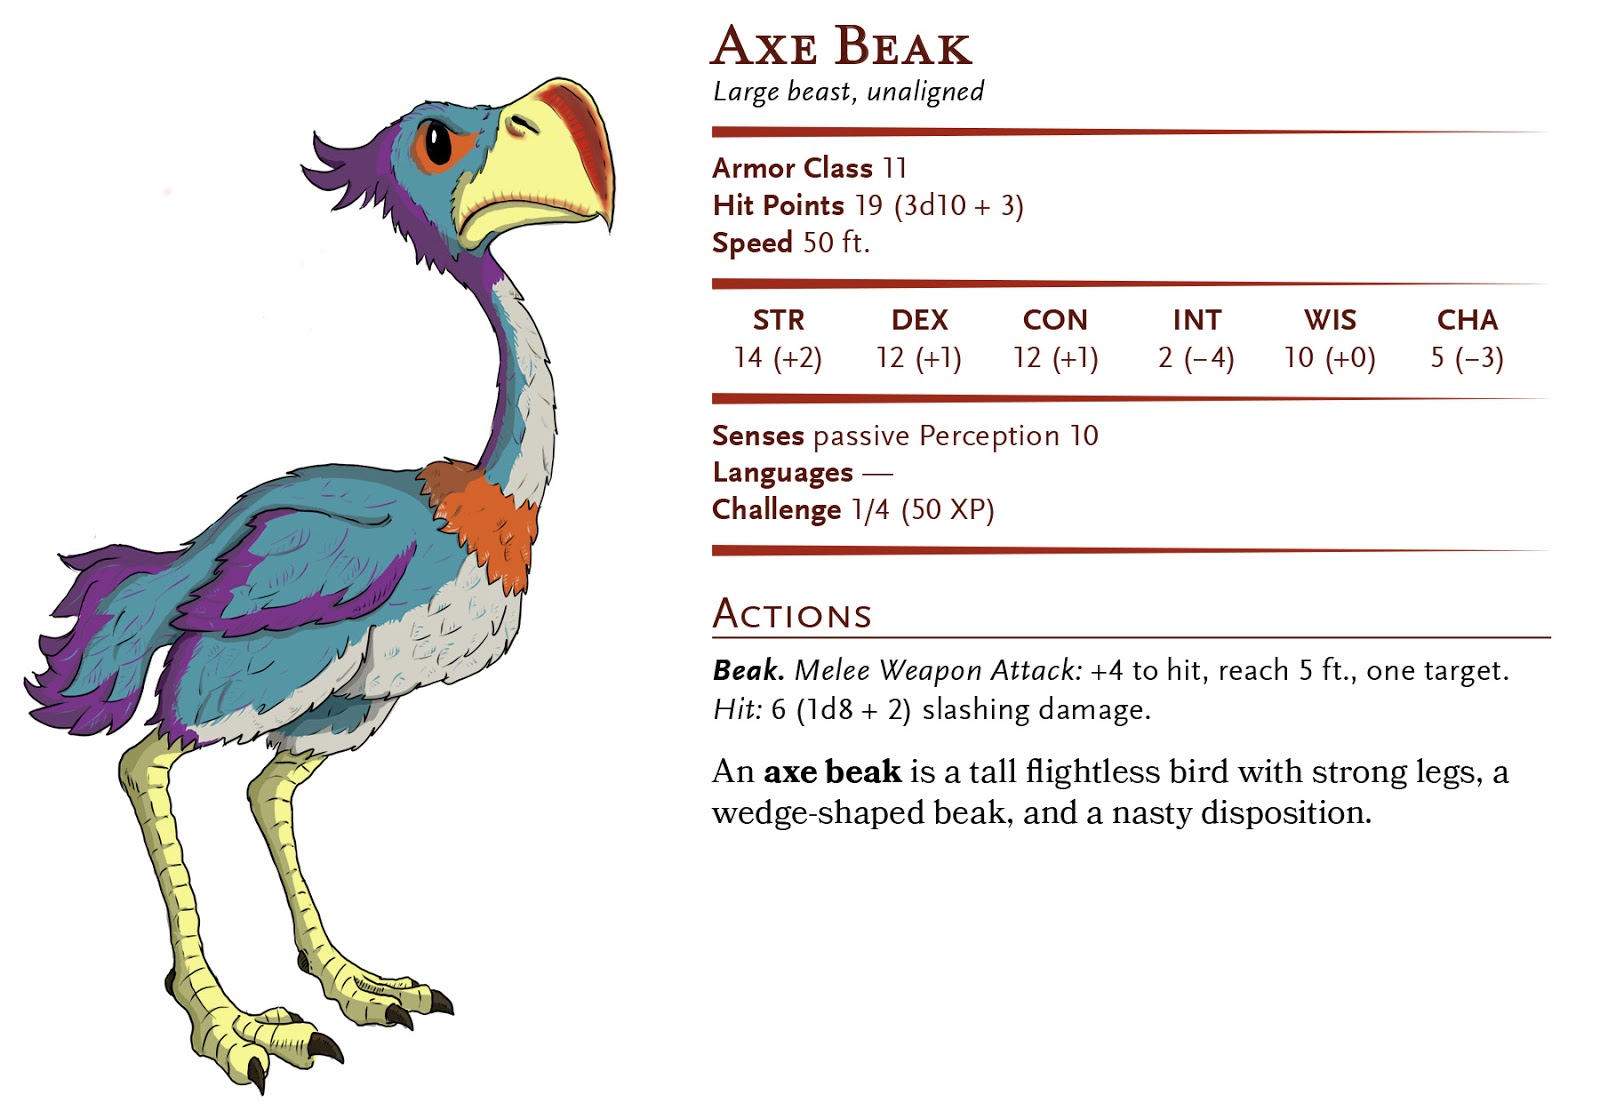 Axe Beak
Large beast, unaligned
Armor Class 11
Hit Points 19 (3d10 + 3)
Speed 50 ft.
STR DEX CON INT WIS CHA
14 (+2) 12 (+1) 12 (+1) 2 (−4) 10 (+0) 5 (−3)
Senses passive Perception 10
Languages —
Challenge 1/4 (50 XP)
Actions
Beak. Melee Weapon Attack: +4 to hit, reach 5 ft., one target.
Hit: 6 (1d8 + 2) slashing damage.
An axe beak is a tall flightless bird with strong legs, a
wedge-shaped beak, and a nasty disposition.